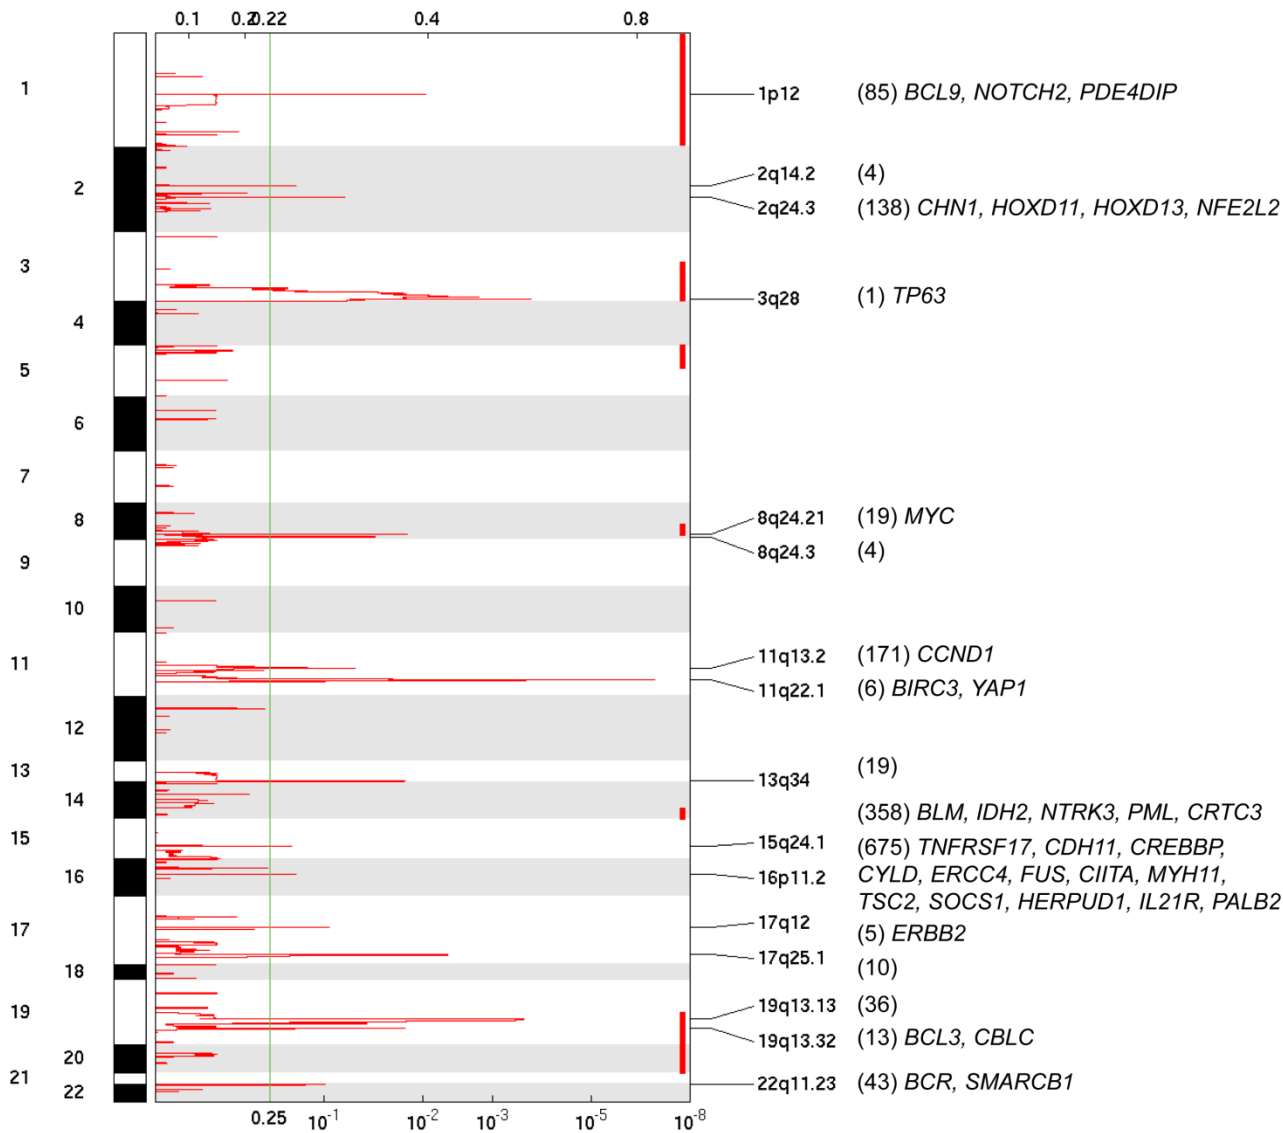 0.1 0.2 0.22 0.4 0.8
1
1p12 (85) BCL9, NOTCH2, PDE4DIP
2q14.2 (4)
2
2q24.3 (138) CHN1, HOXD11, HOXD13, NFE2L2
3
3q28 (1) TP63
4
5
6
7
8 8q24.21 (19) MYC
8q24.3 (4)
9
10
11 11q13.2 (171) CCND1
11q22.1 (6) BIRC3, YAP1
12
13 (19)
13q34
14 (358) BLM, IDH2, NTRK3, PML, CRTC3
15 15q24.1 (675) TNFRSF17, CDH11, CREBBP,
16 16p11.2 CYLD, ERCC4, FUS, CIITA, MYH11,
TSC2, SOCS1, HERPUD1, IL21R, PALB2
17 17q12 (5) ERBB2
17q25.1 (10)
18
19 19q13.13 (36)
19q13.32 (13) BCL3, CBLC
20
21
22 22q11.23 (43) BCR, SMARCB1
0.25 10-1 10-2 10-3 10-5 10-8